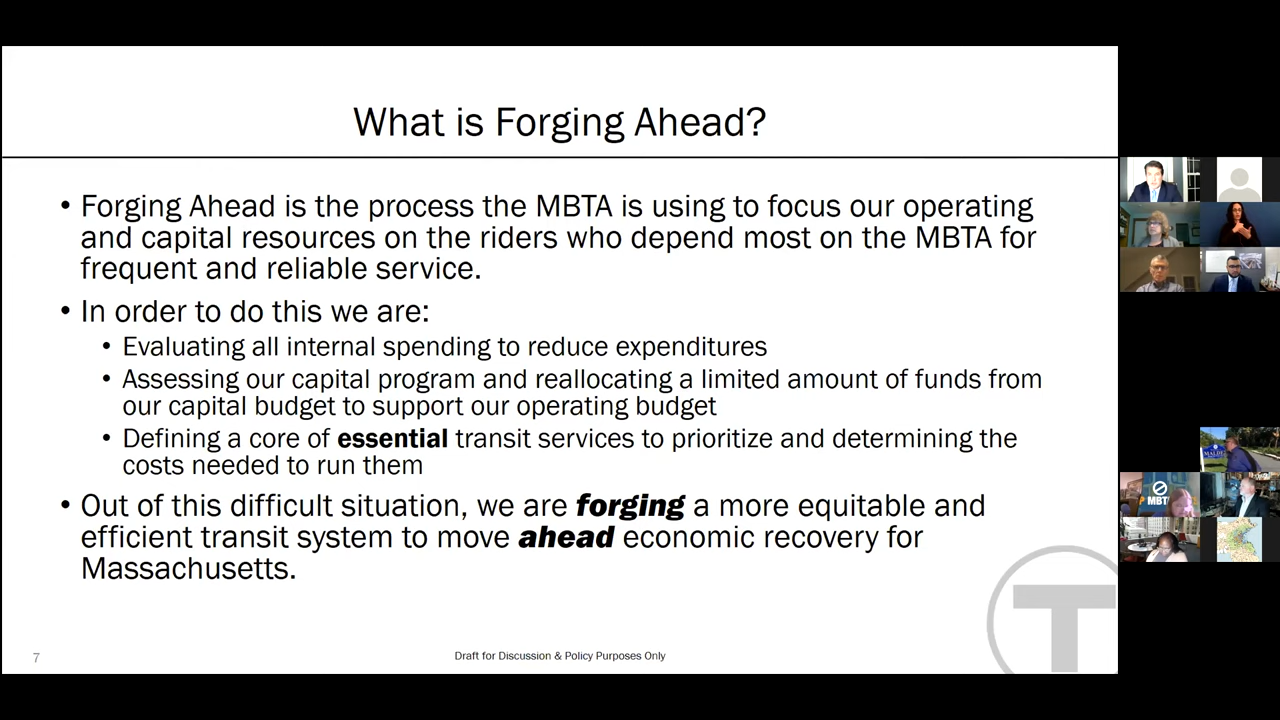 What is Forging Ahead?
• Forging Ahead is the process the MBTA is using to focus our operating
and capital resources on the riders who depend most on the MBTA for
frequent and reliable service.
• In order to do this we are:
• Evaluating all internal spending to reduce expenditures
• Assessing our capital program and reallocating a limited amount of funds from
our capital budget to support our operating budget
• Defining a core of essential transit services to prioritize and determining the
costs needed to run them
• Out of this difficult situation, we are forging a more equitable and
efficient transit system to move ahead economic recovery for
Massachusetts.
T
7
Draft for Discussion & Policy Purposes Only